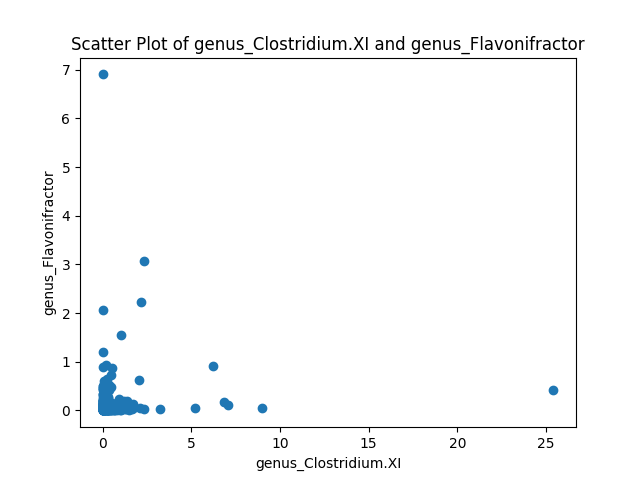 Scatter Plot of genus_Clostridium.XI and genus_Flavonifractor
7
6
5
4
3
2
1
0
genus_Flavonifractor
0 5 10 15 20 25
genus_Clostridium.XI